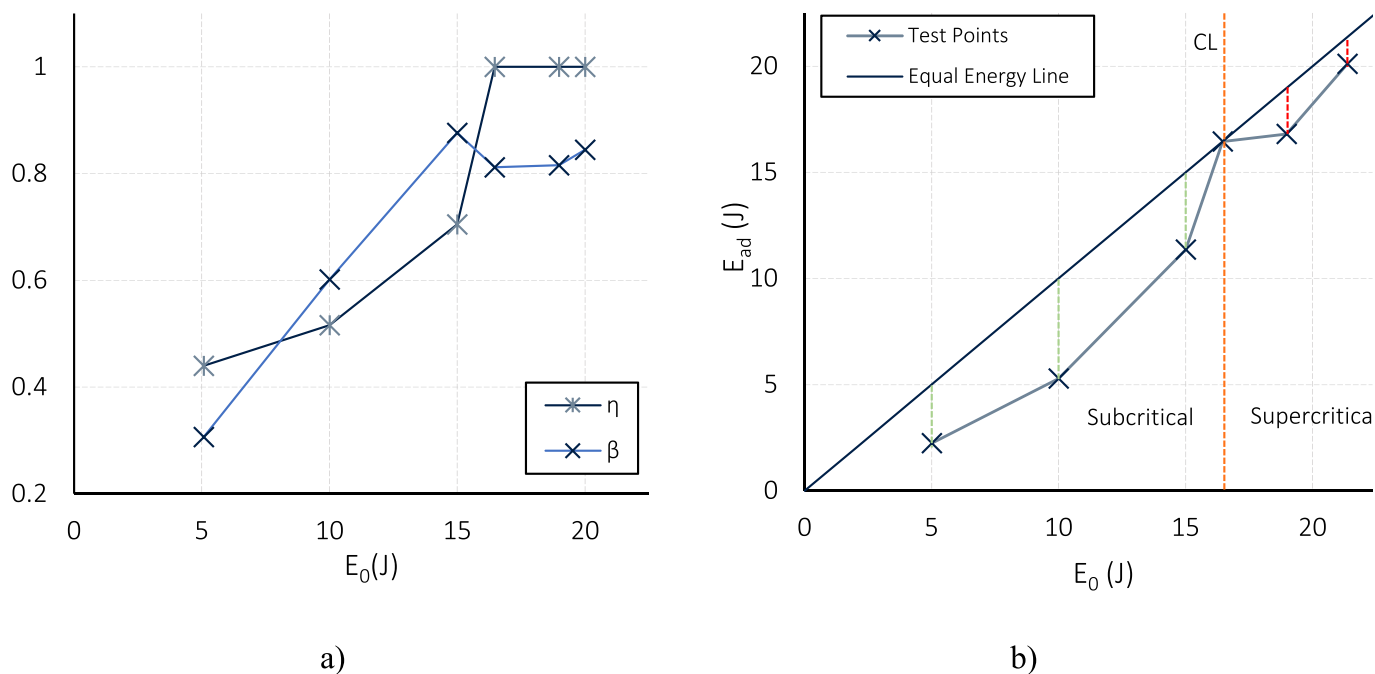 1
0.8
0.6
0.4
0.2
0 5 10 15 20
E0(J)
η
β
a)
Test Points
Equal Energy Line
CL
20
15
10
5
0
Ead (J)
Subcritical
Supercritica
0 5 10 15 20
E0 (J)
b)